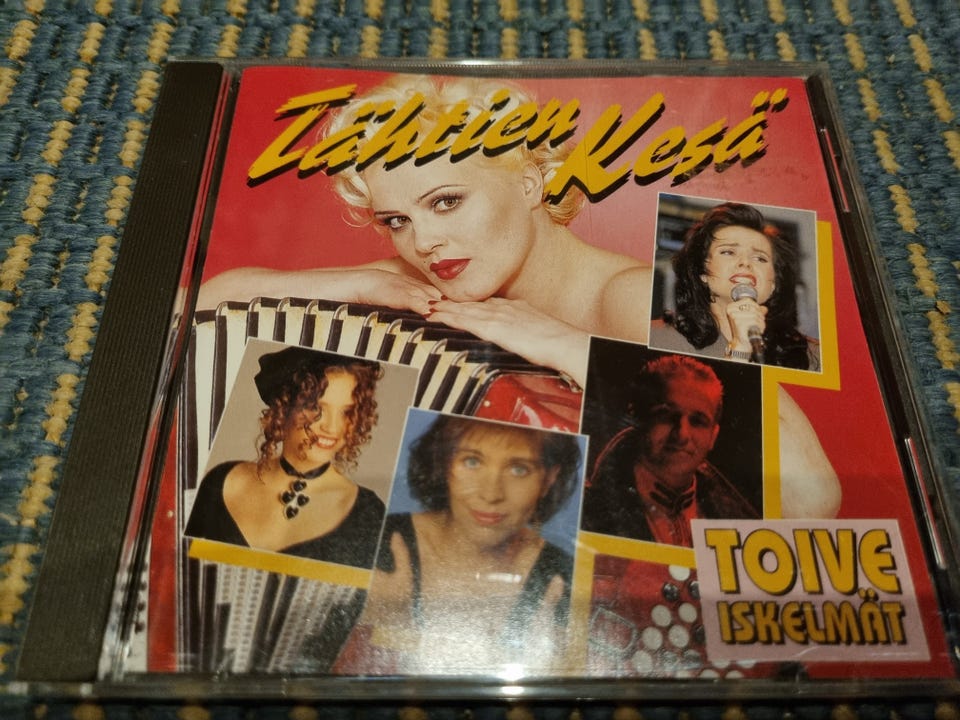 Tähtien Kesä
TOIVE
ISKELMÄT